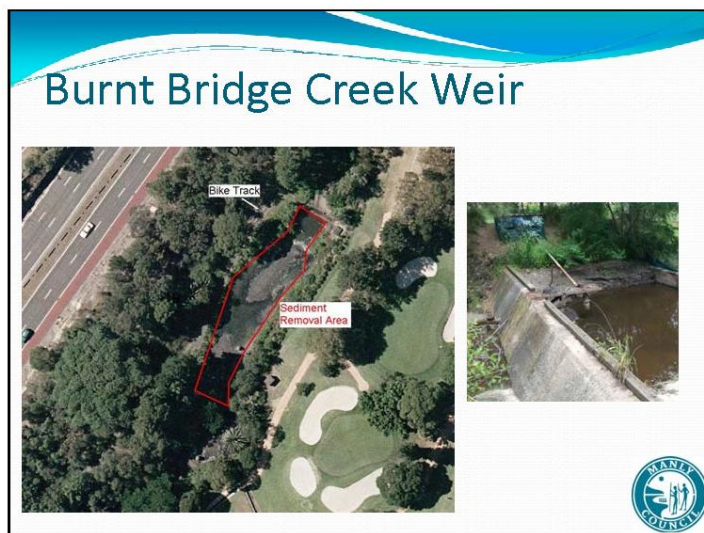 Burnt Bridge Creek Weir
Bike Track
Sediment
Removal Area
MANLY
COUNCIL